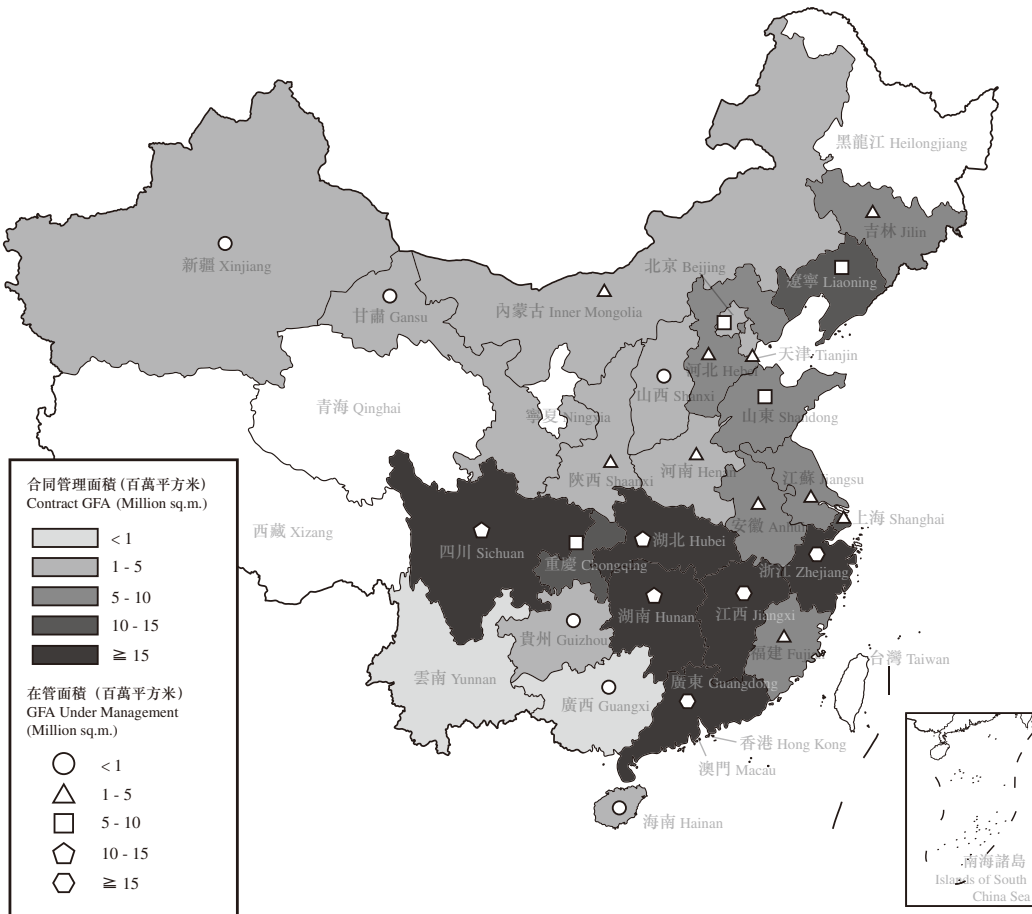 黑龍江 Heilongjiang
吉林 Jilin
新疆 Xinjiang
北京 Beijing
遼寧 Liaoning
甘肅 Gansu
內蒙古 Inner Mongolia
天津 Tianjin
河北 Hebei
山西 Shanxi
青海 Qinghai
寧夏 Ningxia
山東 Shandong
陝西 Shaanxi
河南 Henan
江蘇 Jiangsu
西藏 Xizang
安徽 Anhui
上海 Shanghai
四川 Sichuan
湖北 Hubei
重慶 Chongqing
浙江 Zhejiang
湖南 Hunan
江西 Jiangxi
貴州 Guizhou
福建 Fujian
台灣 Taiwan
雲南 Yunnan
廣西 Guangxi
廣東 Guangdong
香港 Hong Kong
澳門 Macau
海南 Hainan
合同管理面積 (百萬平方米)
Contract GFA (Million sq.m.)
< 1
1 - 5
5 - 10
10 - 15
≧ 15
在管面積（百萬平方米）
GFA Under Management
(Million sq.m.)
< 1
1 - 5
5 - 10
10 - 15
≧ 15
南海諸島
Islands of South
China Sea